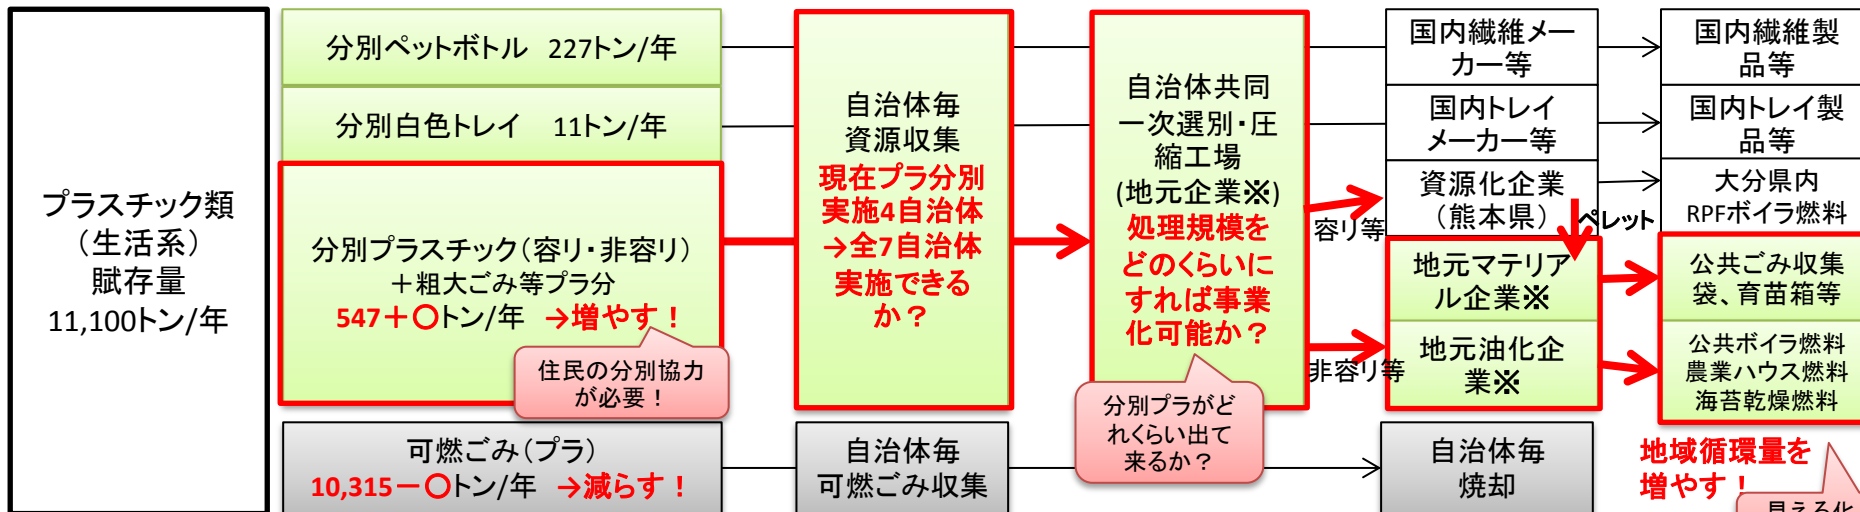 プラスチック類
（生活系）
賦存量
11,100トン/年
分別ペットボトル　227トン/年
分別白色トレイ　11トン/年
分別プラスチック（容リ・非容リ）
＋粗大ごみ等プラ分
547＋〇トン/年　→増やす！
住民の分別協力
が必要！
可燃ごみ（プラ）
10,315－〇トン/年　→減らす！
自治体毎
資源収集
現在プラ分別
実施4自治体
→全7自治体
実施できる
か？
自治体毎
可燃ごみ収集
自治体共同
一次選別・圧
縮工場
(地元企業※)
処理規模を
どのくらいに
すれば事業
化可能か？
分別プラがど
れくらい出て
来るか？
容リ等
非容リ等
国内繊維メー
カー等
国内トレイ
メーカー等
資源化企業
（熊本県）
ペレット
地元マテリア
ル企業※
地元油化企
業※
自治体毎
焼却
国内繊維製
品等
国内トレイ製
品等
大分県内
RPFボイラ燃料
公共ごみ収集
袋、育苗箱等
公共ボイラ燃料
農業ハウス燃料
海苔乾燥燃料
地域循環量を
増やす！
見える化